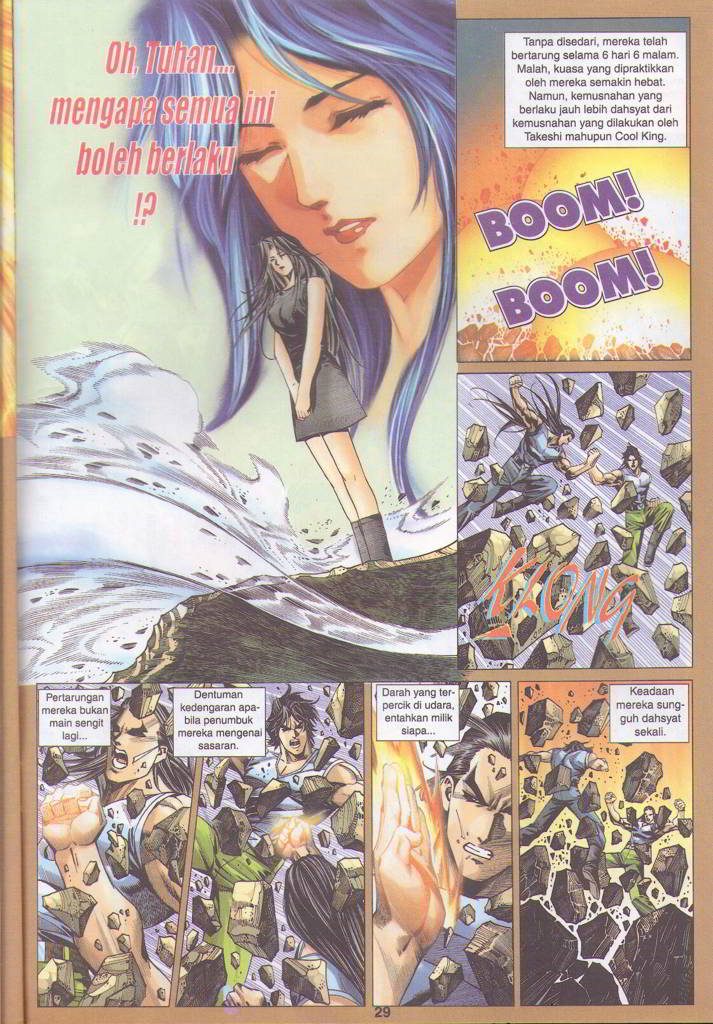 Oh, Tuhan....
mengapa semua ini
boleh berlaku
!?
Tanpa disedari, mereka telah
bertarung selama 6 hari 6 malam.
Malah, kuasa yang dipraktikkan
oleh mereka semakin hebat.
Namun, kemusnahan yang
berlaku jauh lebih dahsyat dari
kemusnahan yang dilakukan oleh
Takeshi mahupun Cool King.
BOOM!
BOOM!
KLONG
Pertarungan
mereka bukan
main sengit
lagi...
Dentuman
kedengaran apa-
bila penumbuk
mereka mengenai
sasaran.
Darah yang ter-
percik di udara,
entahkan milik
siapa...
Keadaan
mereka sung-
guh dahsyat
sekali.
29